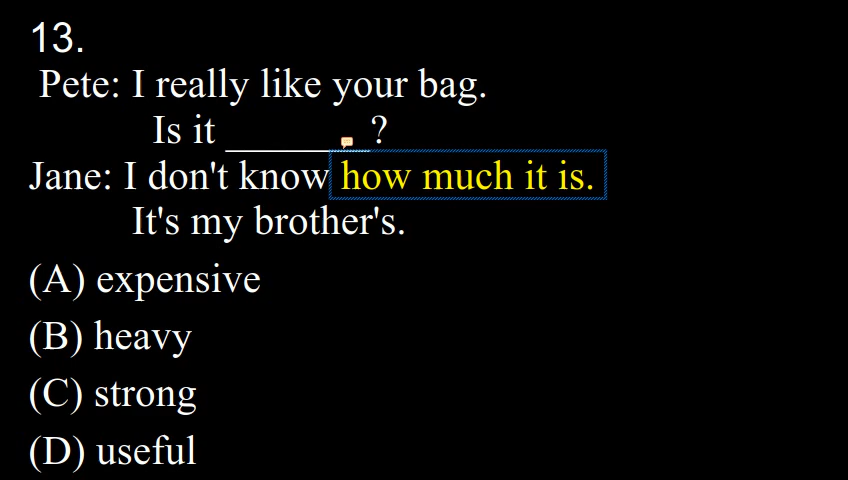 13.
Pete: I really like your bag.
Is it _______ ?
Jane: I don't know how much it is.
It's my brother's.
(A) expensive
(B) heavy
(C) strong
(D) useful